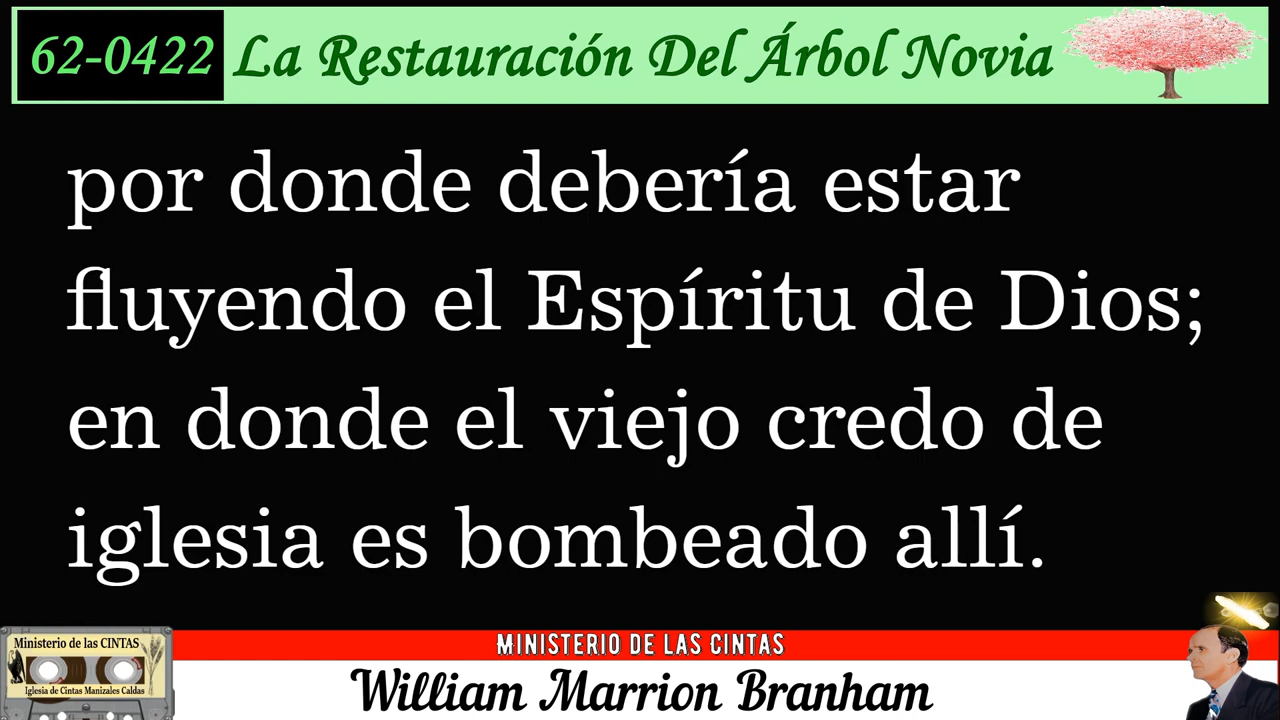 62-0422 La Restauración Del Árbol Novia
por donde debería estar
fluyendo el Espíritu de Dios;
en donde el viejo credo de
iglesia es bombeado allí.
MINISTERIO DE LAS CINTAS
Ministerio de las CINTAS
Iglesia de Cintas Manizales Caldas
William Marrion Branham